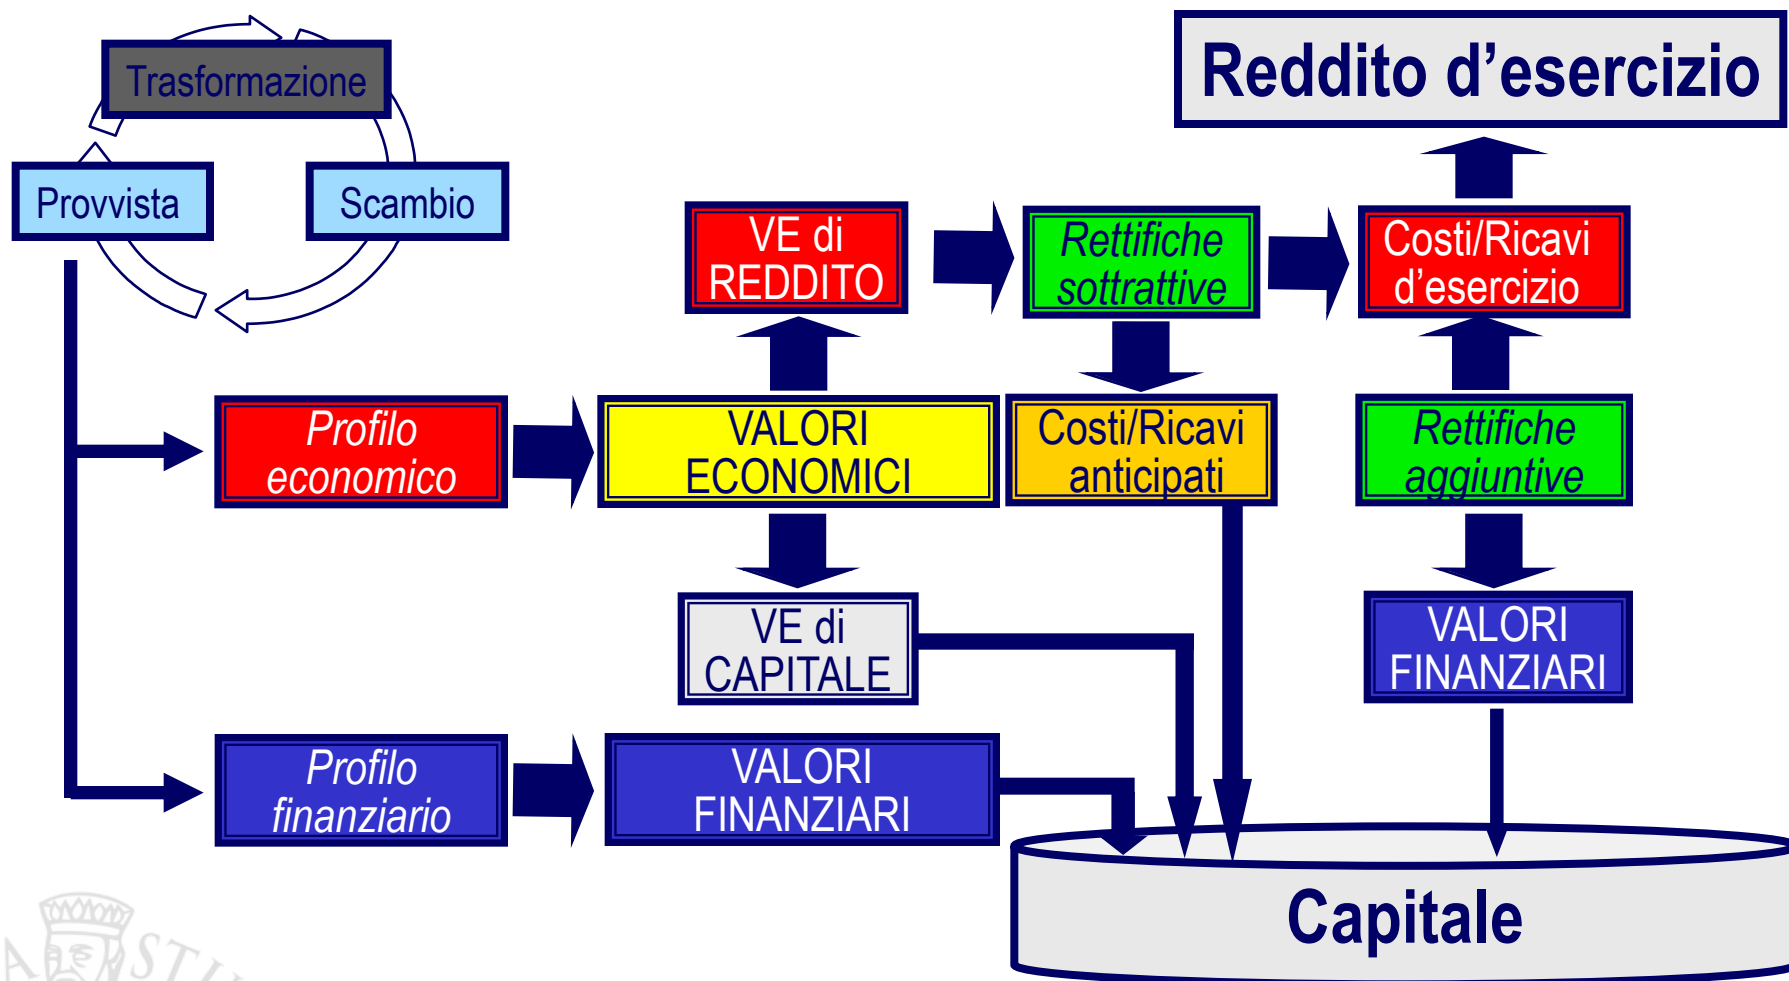 Trasformazione
Provvista
Scambio
Reddito d’esercizio
VE di
REDDITO
Rettifiche
sottrattive
Costi/Ricavi
d’esercizio
Profilo
economico
VALORI
ECONOMICI
Costi/Ricavi
anticipati
Rettifiche
aggiuntive
VE di
CAPITALE
VALORI
FINANZIARI
Profilo
finanziario
VALORI
FINANZIARI
Capitale